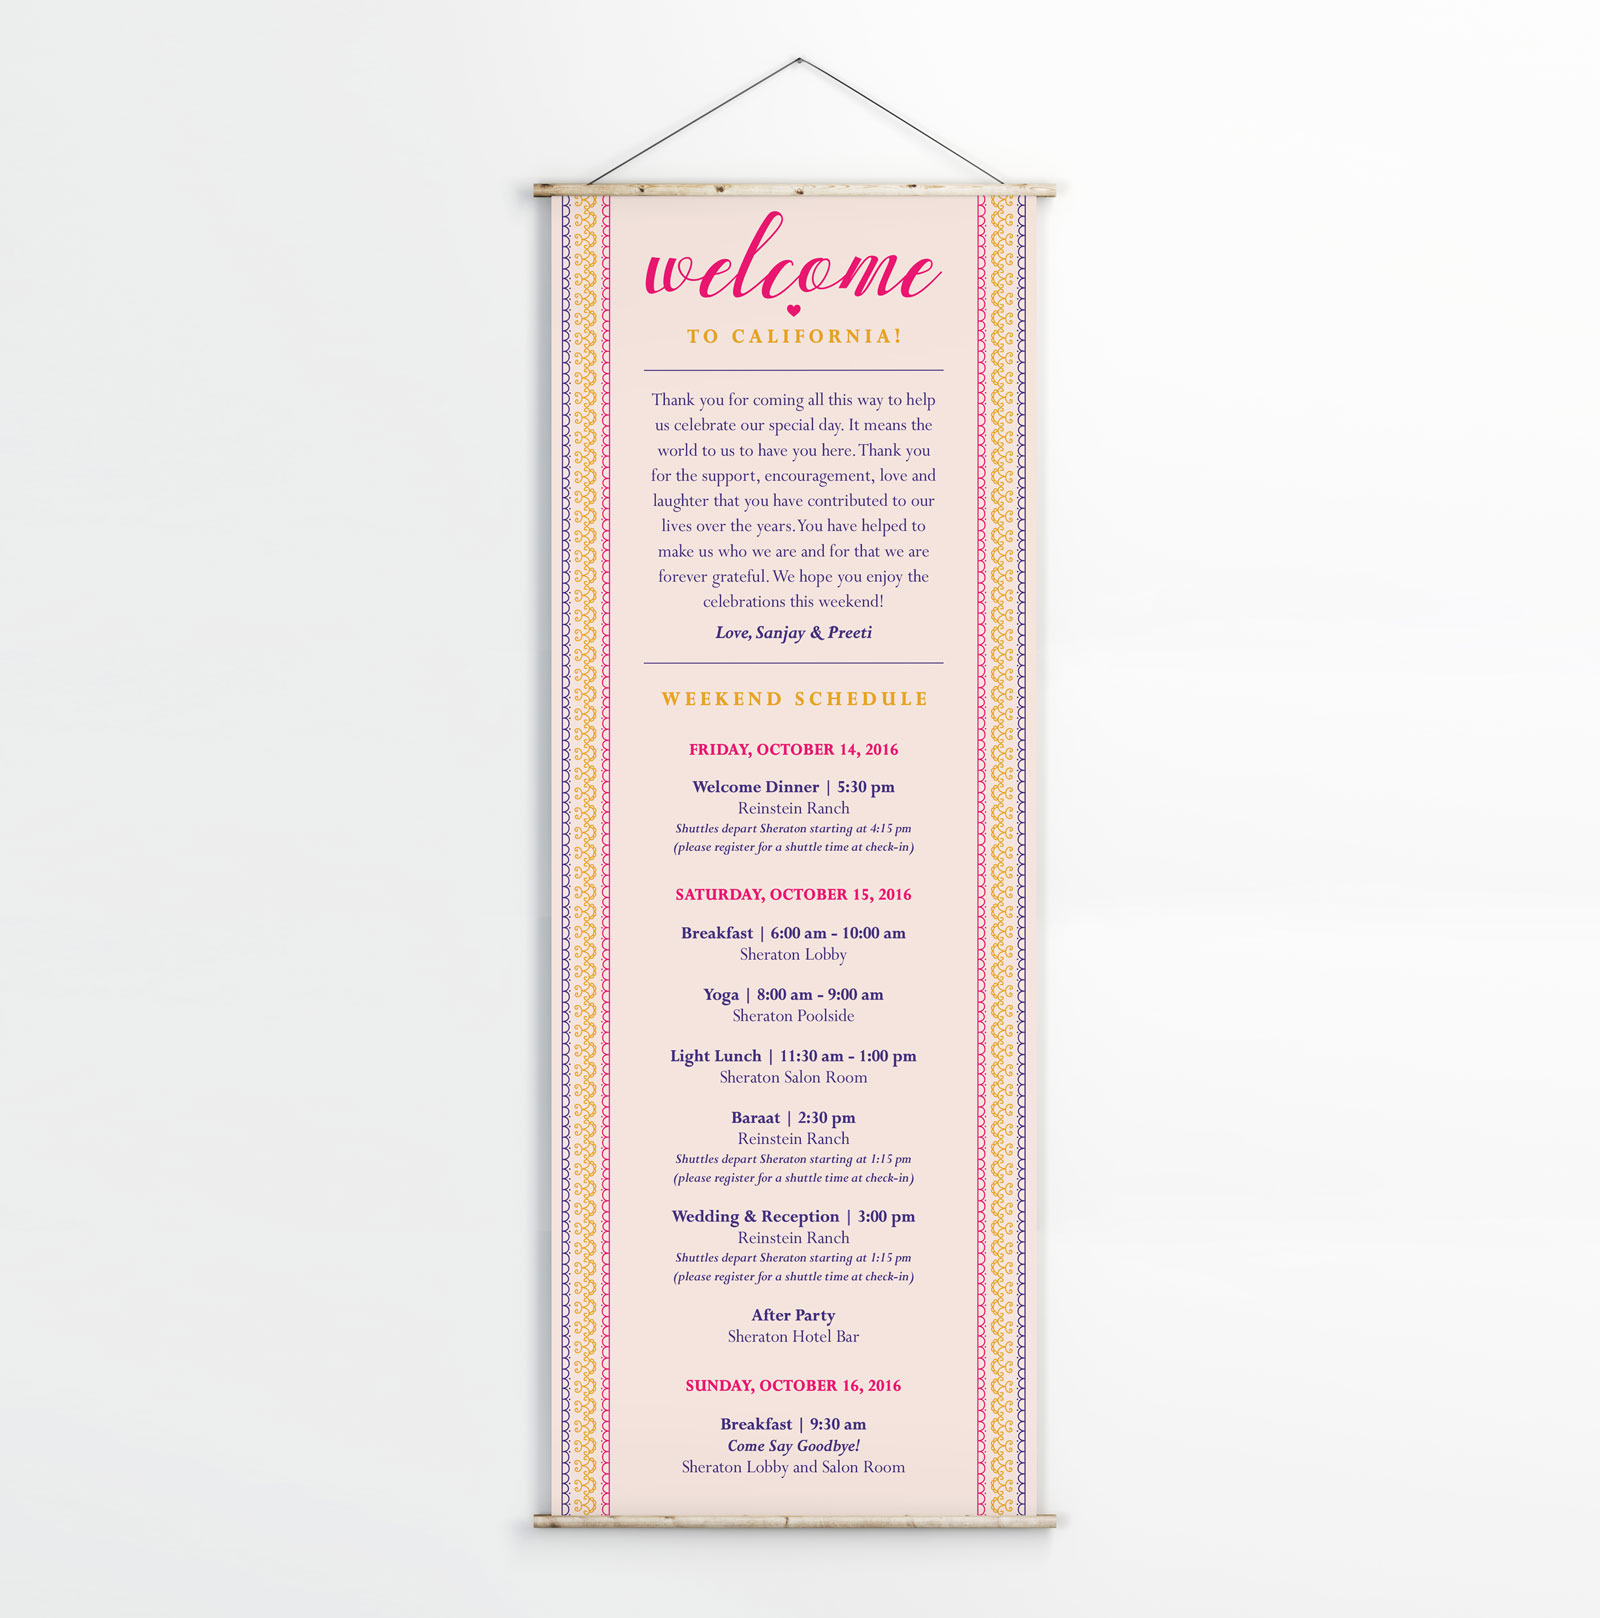 welcome
TO CALIFORNIA!
Thank you for coming all this way to help
us celebrate our special day. It means the
world to us to have you here. Thank you
for the support, encouragement, love and
laughter that you have contributed to our
lives over the years. You have helped to
make us who we are and for that we are
forever grateful. We hope you enjoy the
celebrations this weekend!
Love, Sanjay & Preeti
WEEKEND SCHEDULE
FRIDAY, OCTOBER 14, 2016
Welcome Dinner | 5:30 pm
Reinstein Ranch
Shuttles depart Sheraton starting at 4:15 pm
(please register for a shuttle time at check-in)
SATURDAY, OCTOBER 15, 2016
Breakfast | 6:00 am - 10:00 am
Sheraton Lobby
Yoga | 8:00 am - 9:00 am
Sheraton Poolside
Light Lunch | 11:30 am - 1:00 pm
Sheraton Salon Room
Baraat | 2:30 pm
Reinstein Ranch
Shuttles depart Sheraton starting at 1:15 pm
(please register for a shuttle time at check-in)
Wedding & Reception | 3:00 pm
Reinstein Ranch
Shuttles depart Sheraton starting at 1:15 pm
(please register for a shuttle time at check-in)
After Party
Sheraton Hotel Bar
SUNDAY, OCTOBER 16, 2016
Breakfast | 9:30 am
Come Say Goodbye!
Sheraton Lobby and Salon Room